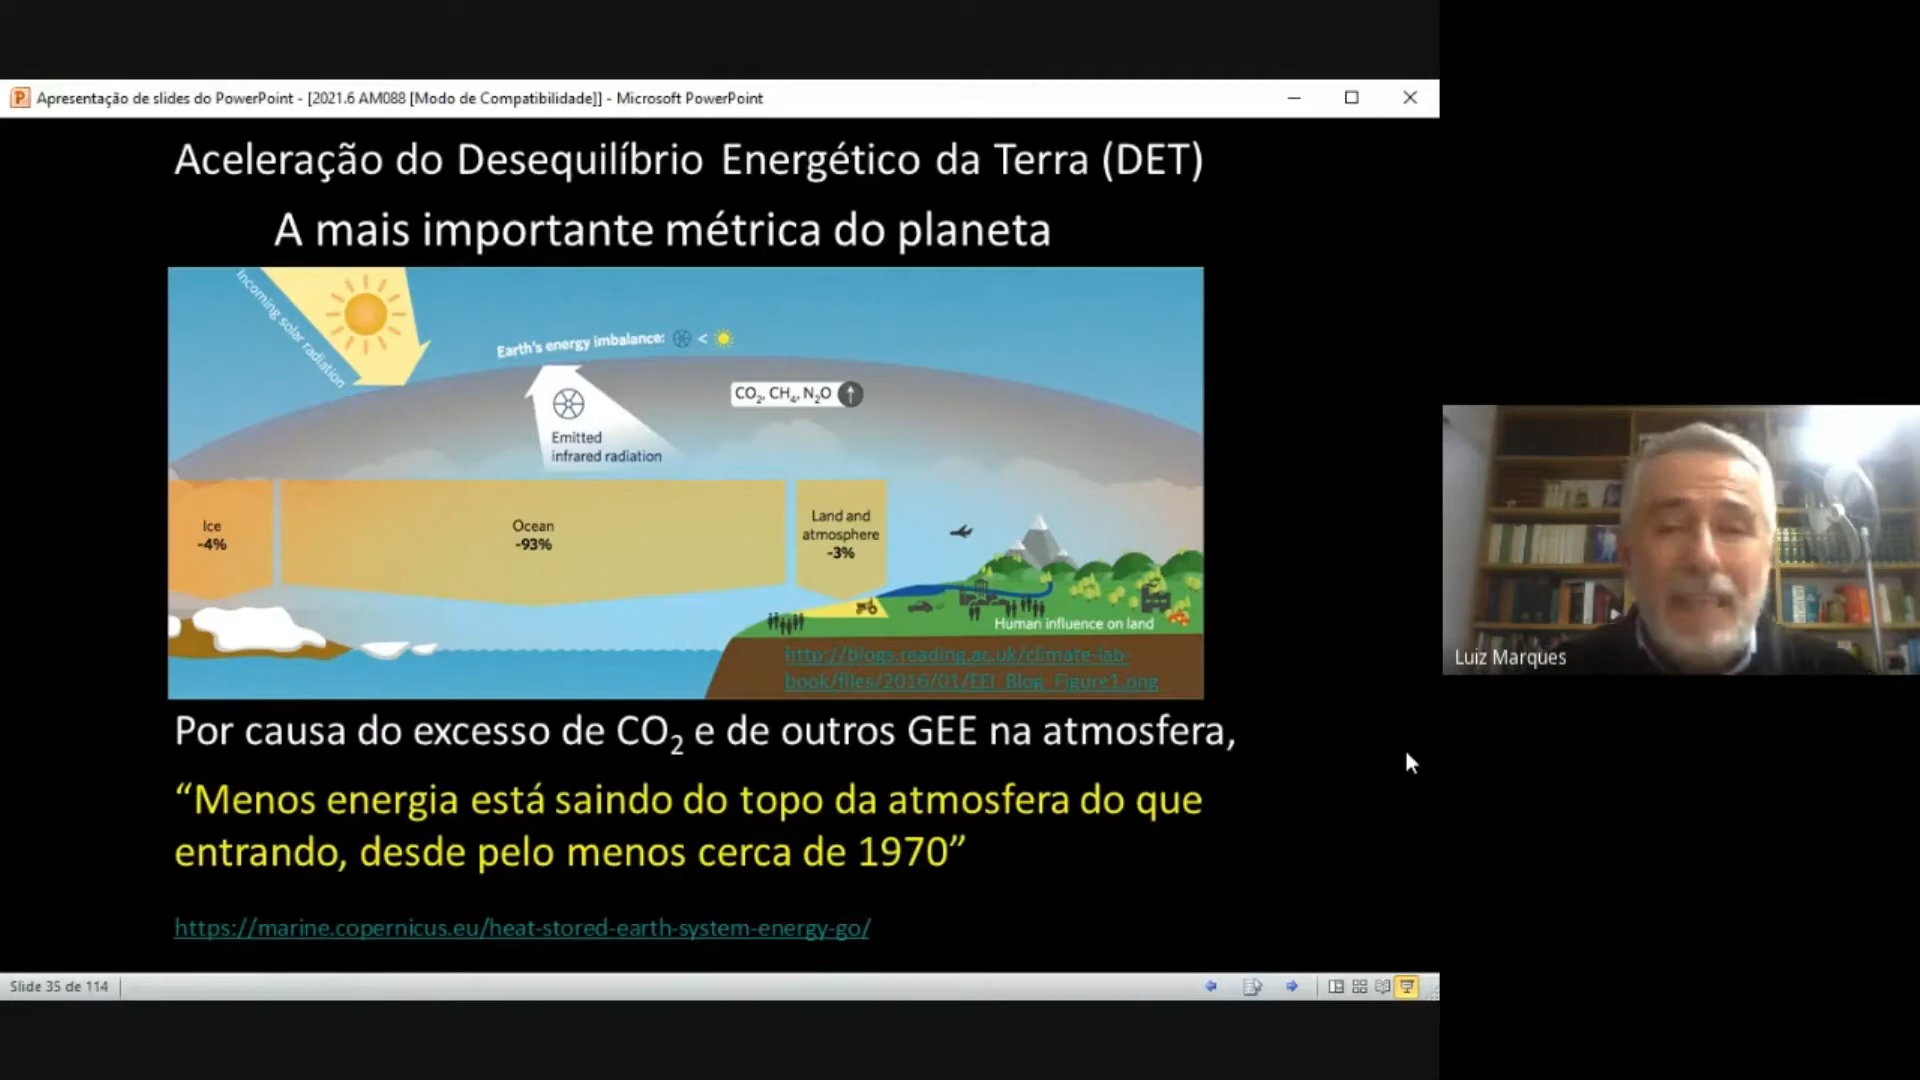 Apresentação de slides do PowerPoint - [2021.6 AM088 [Modo de Compatibilidade]] - Microsoft PowerPoint
Aceleração do Desequilíbrio Energético da Terra (DET)
A mais importante métrica do planeta
Incoming solar radiation
Earth's energy imbalance: <
CO₂, CH₄, N₂O
Emitted
infrared radiation
Ice
~4%
Ocean
~93%
Land and
atmosphere
~3%
Human influence on land
http://blogs.reading.ac.uk/climate-lab-
book/files/2016/01/EEI_Blog_Figure1.png
Por causa do excesso de CO₂ e de outros GEE na atmosfera,
“Menos energia está saindo do topo da atmosfera do que
entrando, desde pelo menos cerca de 1970”
https://marine.copernicus.eu/heat-stored-earth-system-energy-go/
Slide 35 de 114
Luiz Marques